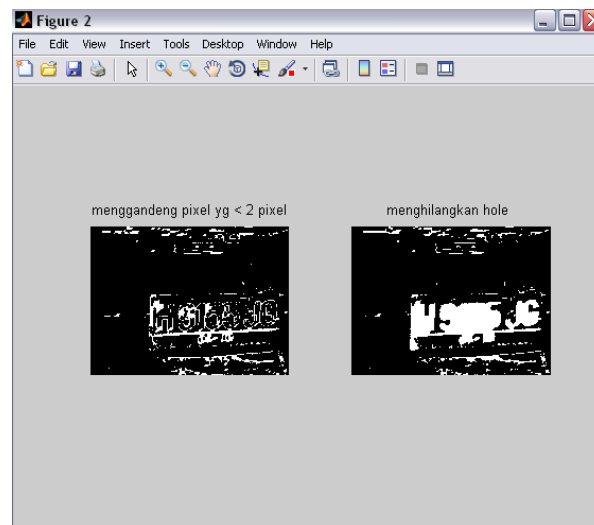 Figure 2
File Edit View Insert Tools Desktop Window Help
menggandeng pixel yg < 2 pixel
menghilangkan hole